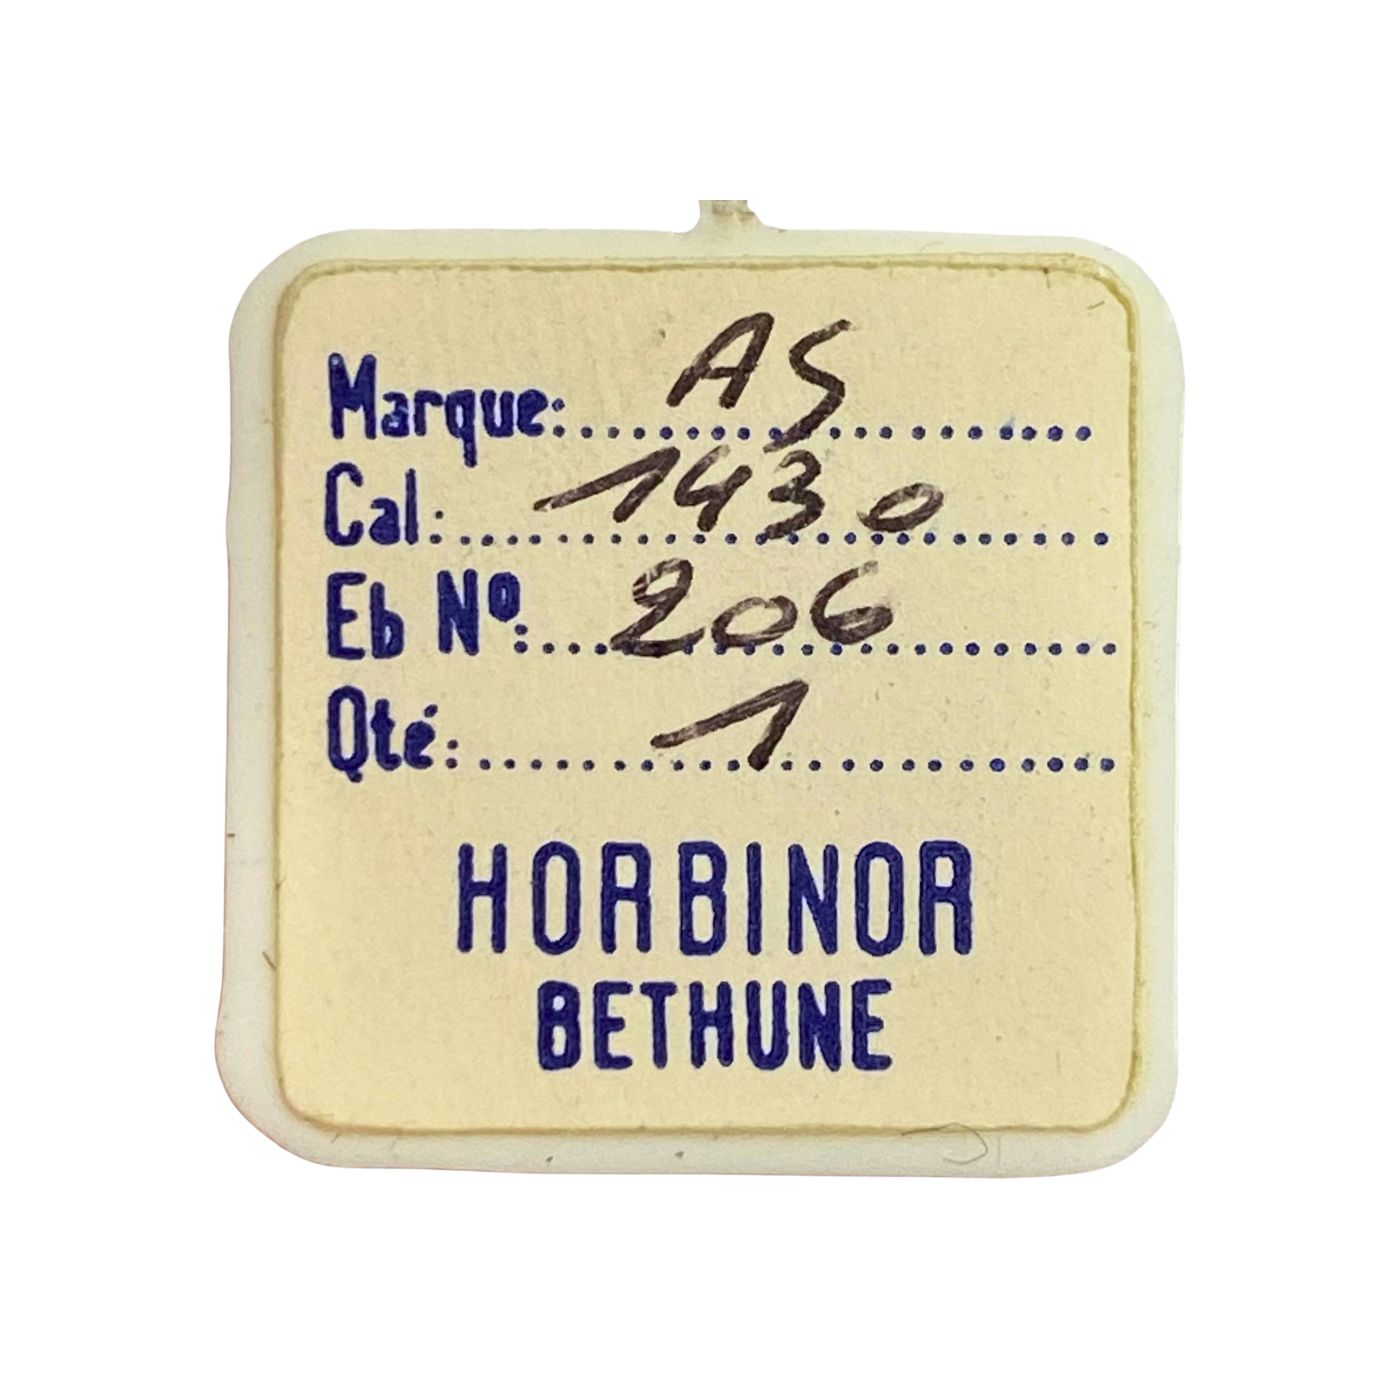 Marque: AS
Cal: 1430
Eb Nº: 206
Qté: 1
HORBINOR
BETHUNE